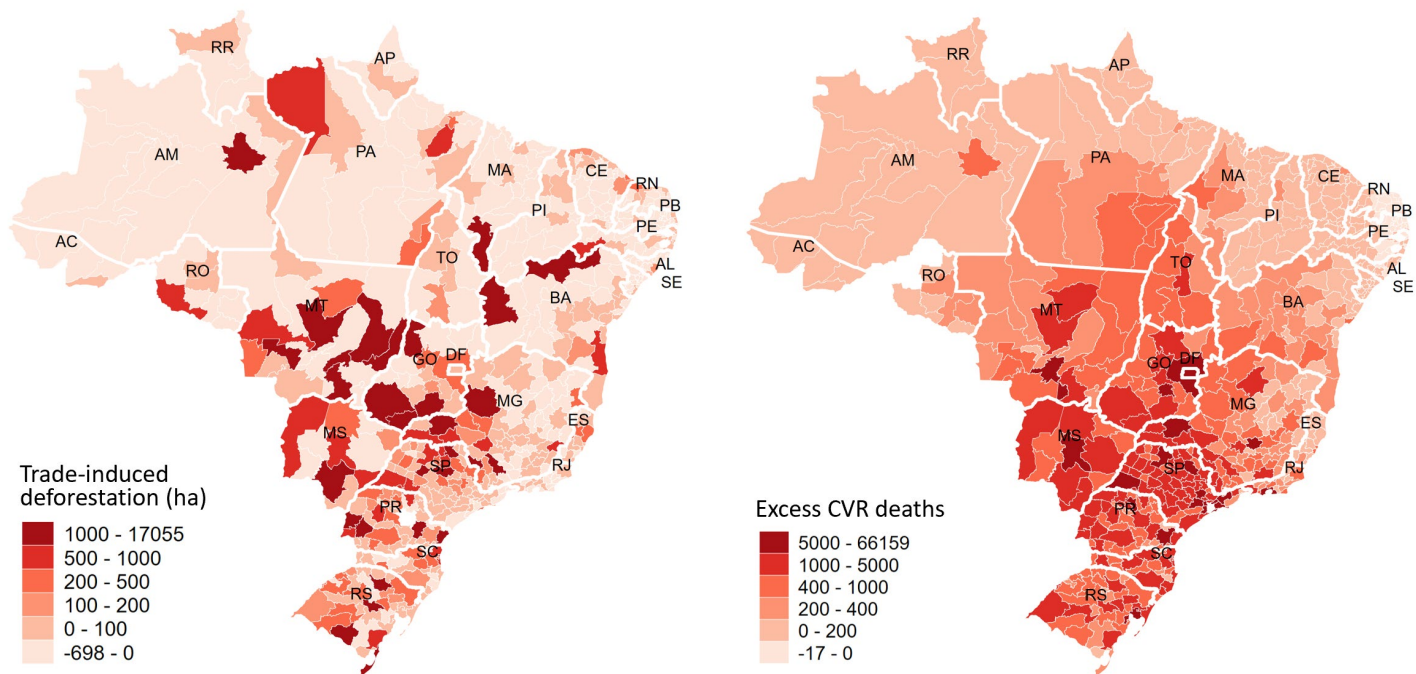 RR
AP
AM
PA
MA
CE
RN
PB
PI
PE
AC
TO
AL
SE
RO
BA
MT
GO
DF
MG
ES
MS
SP
RJ
PR
SC
RS
Trade-induced
deforestation (ha)
1000 - 17055
500 - 1000
200 - 500
100 - 200
0 - 100
-698 - 0
RR
AP
AM
PA
MA
CE
RN
PB
PI
PE
AC
TO
AL
SE
RO
BA
MT
GO
DF
MG
ES
MS
SP
RJ
PR
SC
RS
Excess CVR deaths
5000 - 66159
1000 - 5000
400 - 1000
200 - 400
0 - 200
-17 - 0